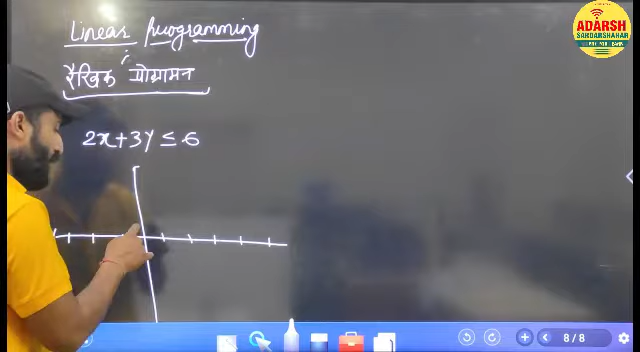 Linear programming
रैखिक प्रोग्रामन
2x+3y ≤ 6
ADARSH
SARDARSHAHAR
8/8